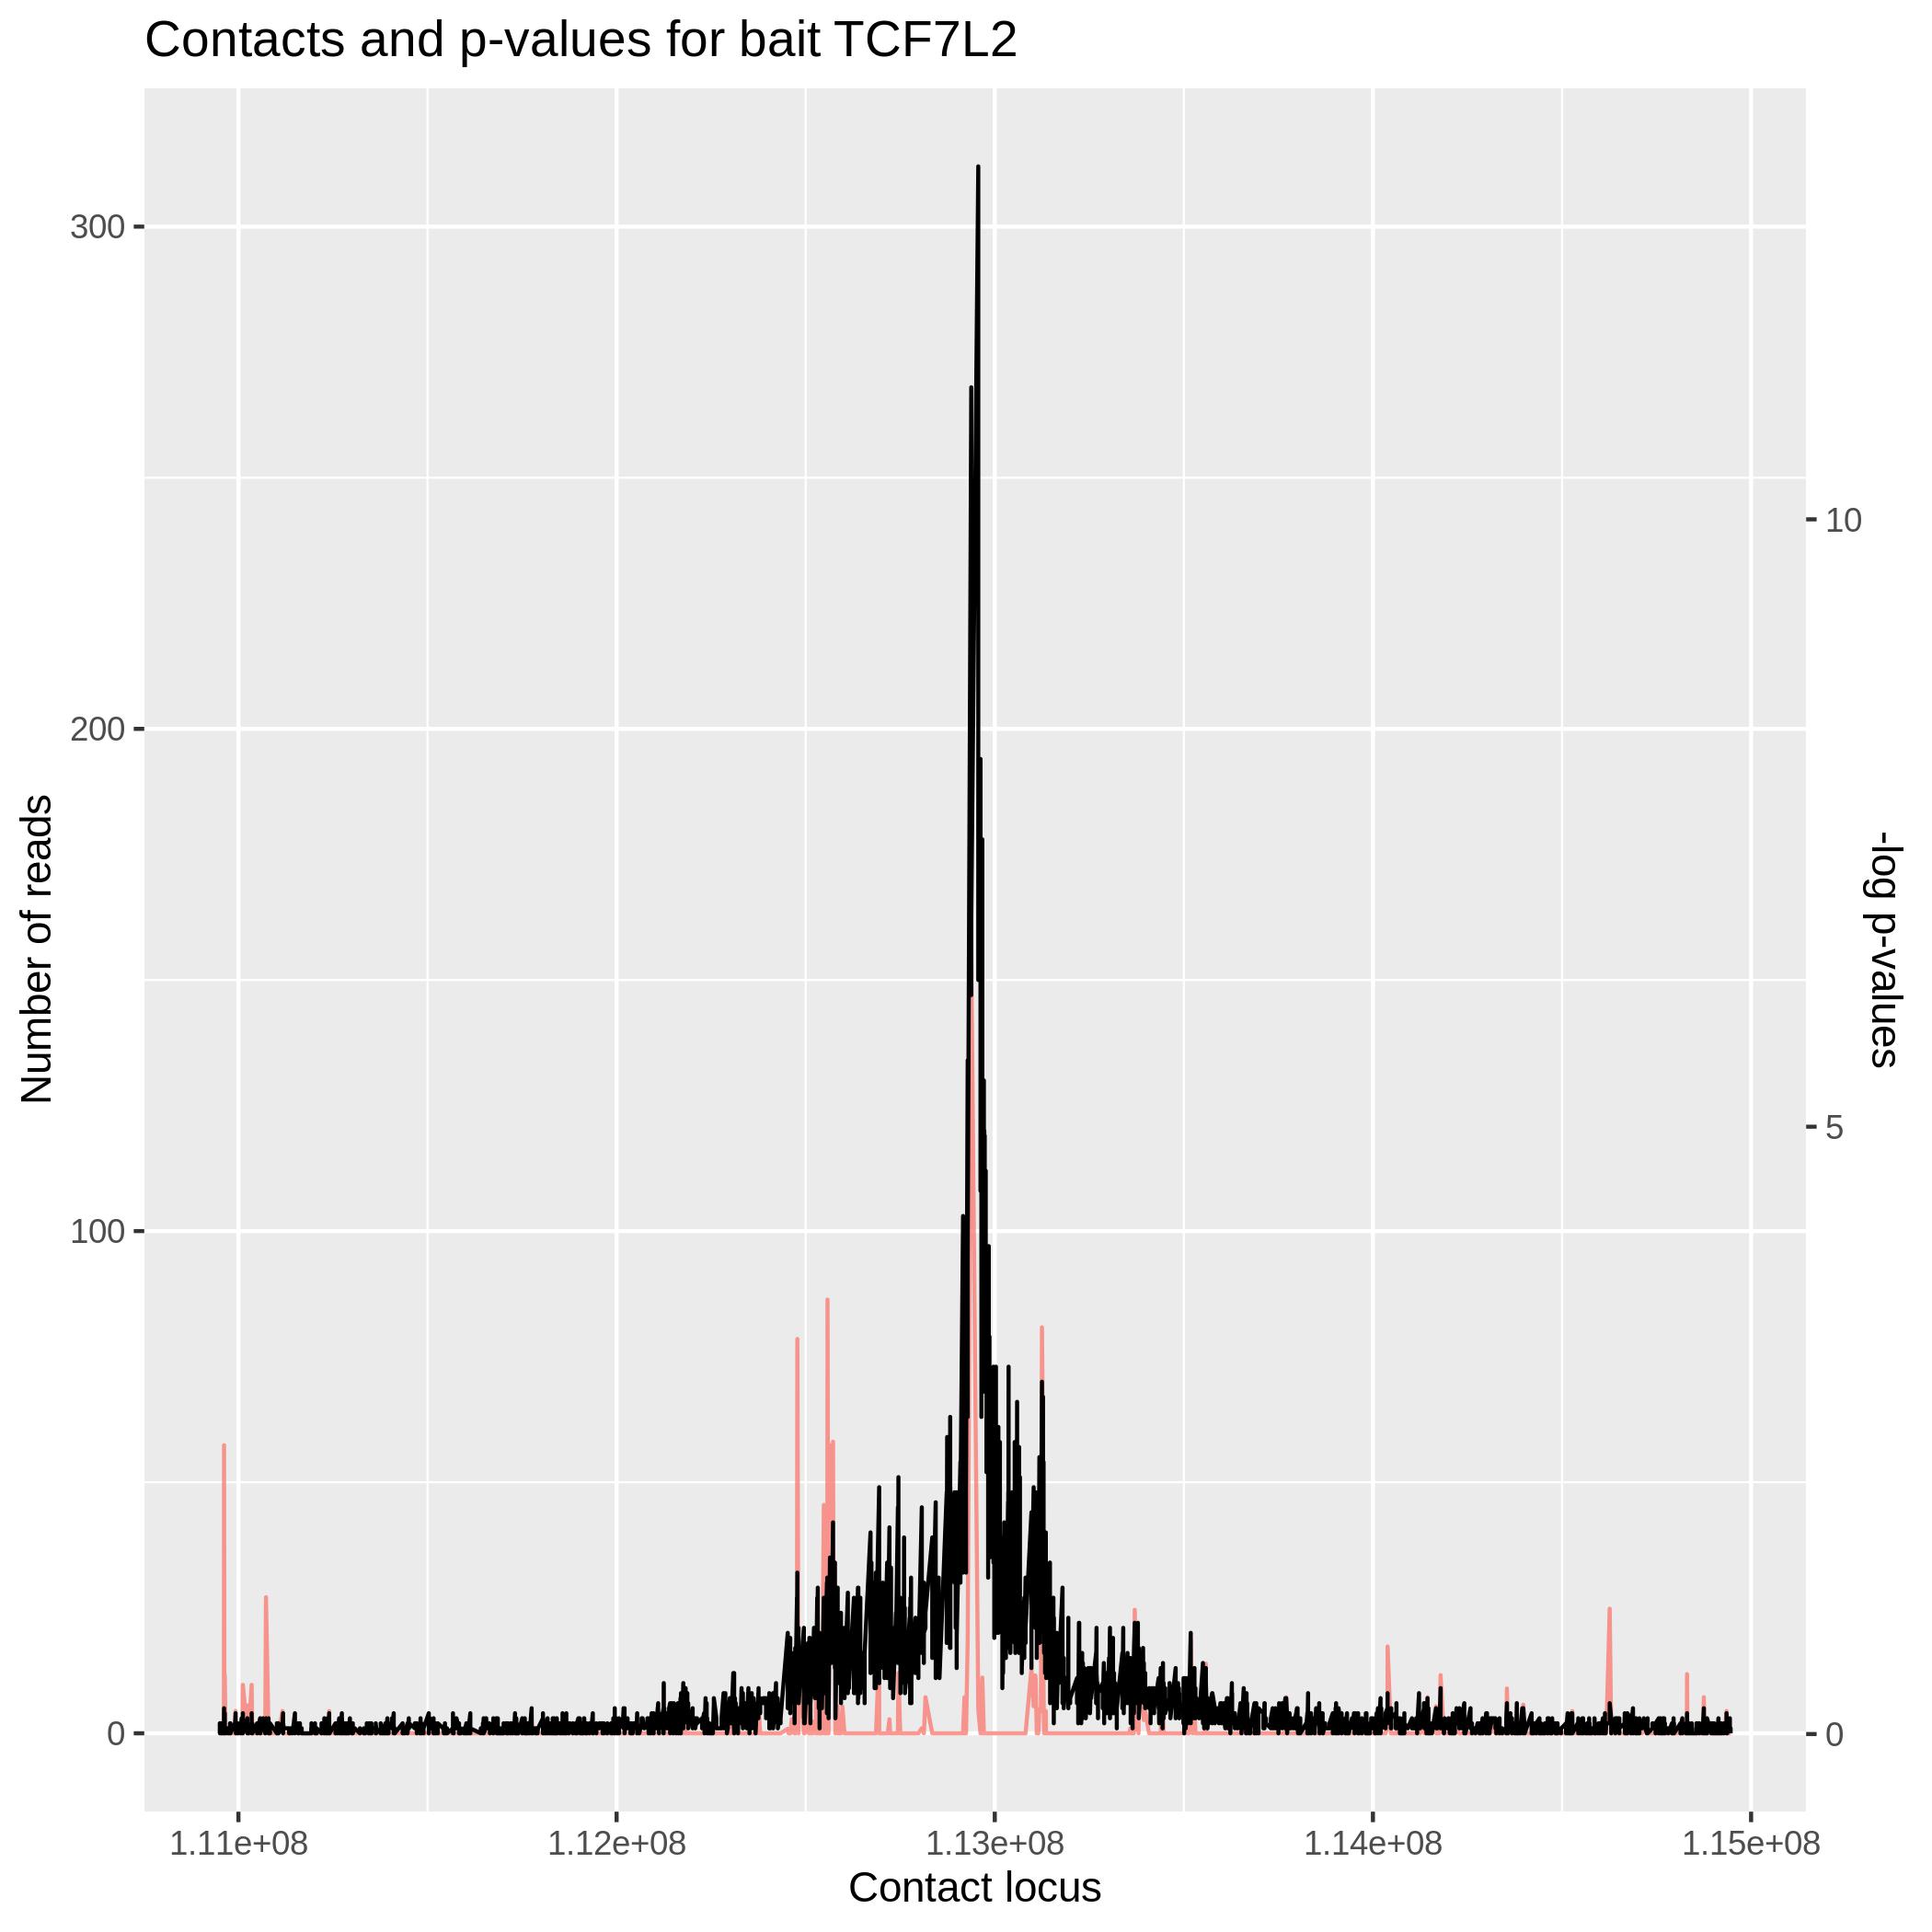 Contacts and p-values for bait TCF7L2
300
200
100
0
Number of reads
10
5
0
-log p-values
1.11e+08
1.12e+08
1.13e+08
1.14e+08
1.15e+08
Contact locus